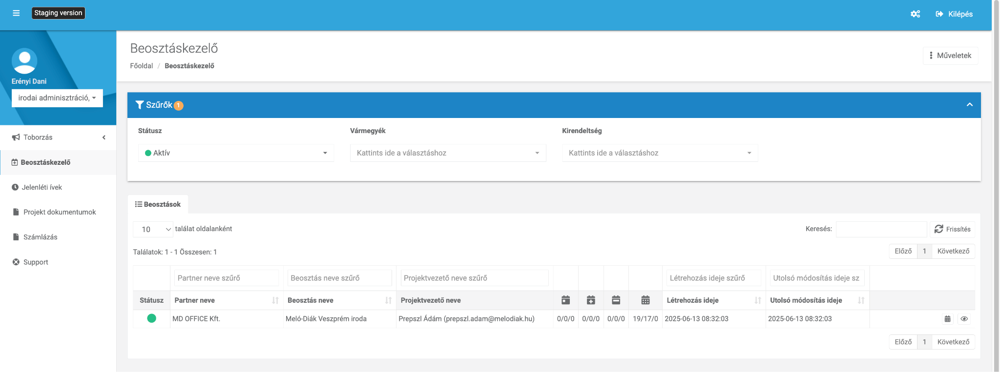 Staging version
Kilépés
Erényi Dani
irodai adminisztráció,
Toborzás
Beosztáskezelő
Jelenléti ívek
Projekt dokumentumok
Számlázás
Support
Beosztáskezelő
Főoldal / Beosztáskezelő
Műveletek
Szűrők 1
Státusz Vármegyék Kirendeltség
Aktív Kattints ide a választáshoz Kattints ide a választáshoz
Beosztások
10 találat oldalanként
Keresés: Frissítés
Találatok: 1 - 1 Összesen: 1
Előző 1 Következő
Partner neve szűrő Beosztás neve szűrő Projektvezető neve szűrő Létrehozás ideje szűrő Utolsó módosítás ideje sz
Státusz Partner neve Beosztás neve Projektvezető neve Létrehozás ideje Utolsó módosítás ideje
MD OFFICE Kft. Meló-Diák Veszprém iroda Prepszl Ádám (prepszl.adam@melodiak.hu) 0/0/0 0/0/0 0/0/0 19/17/0 2025-06-13 08:32:03 2025-06-13 08:32:03
Előző 1 Következő